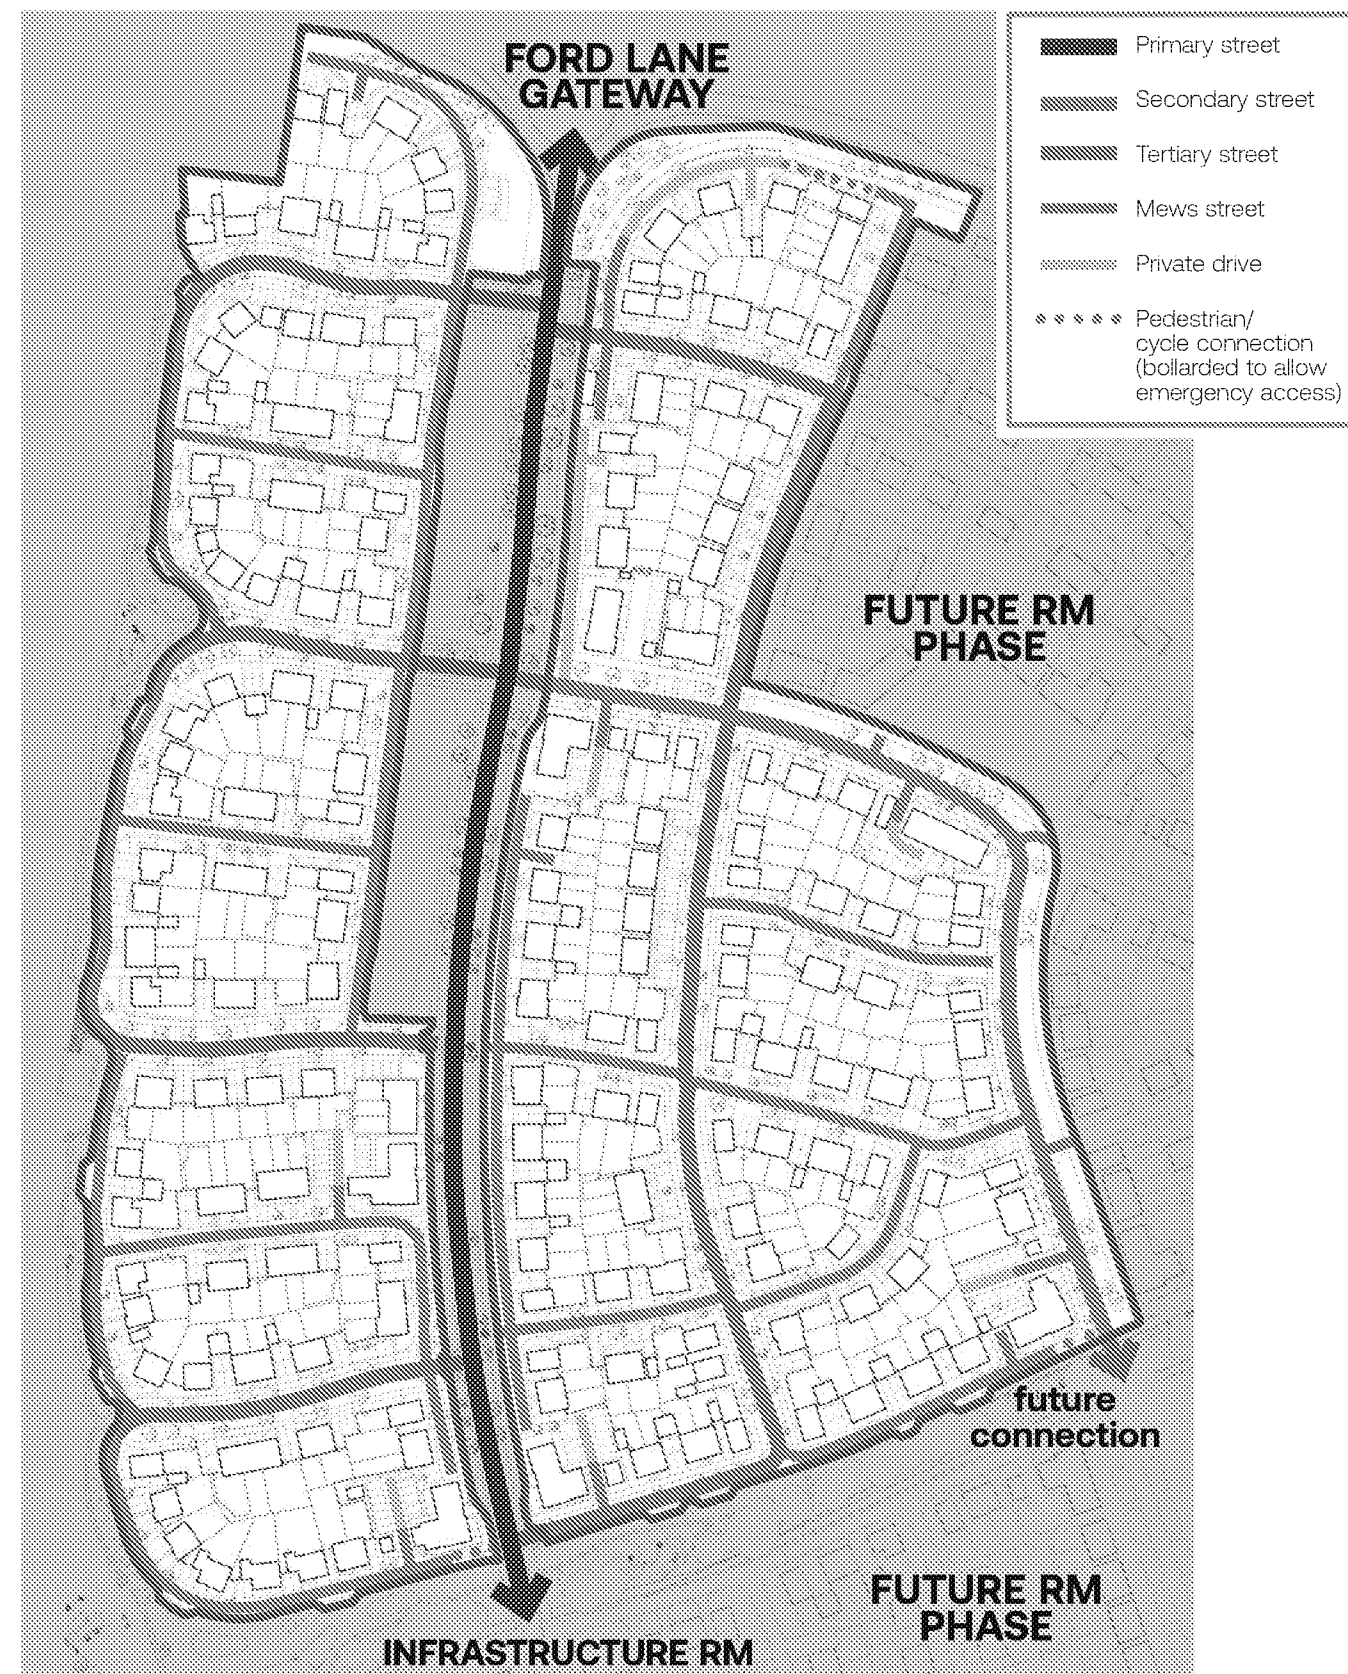 FORD LANE
GATEWAY
Primary street
Secondary street
Tertiary street
Mews street
Private drive
Pedestrian/
cycle connection
(bollarded to allow
emergency access)
FUTURE RM
PHASE
future
connection
FUTURE RM
PHASE
INFRASTRUCTURE RM